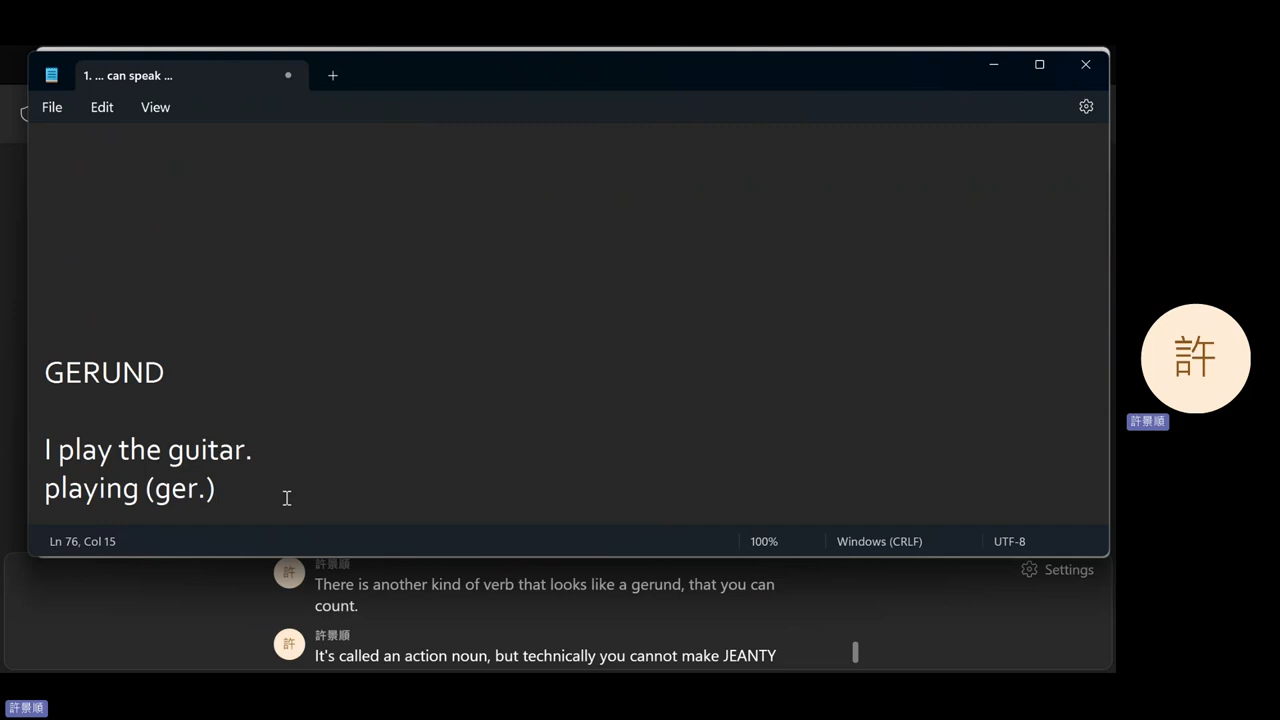 1. ... can speak ...
File Edit View
GERUND
I play the guitar.
playing (ger.)
Ln 76, Col 15 100% Windows (CRLF) UTF-8
許
許景順
許 許景順
There is another kind of verb that looks like a gerund, that you can
count.
Settings
許 許景順
It's called an action noun, but technically you cannot make JEANTY
許景順